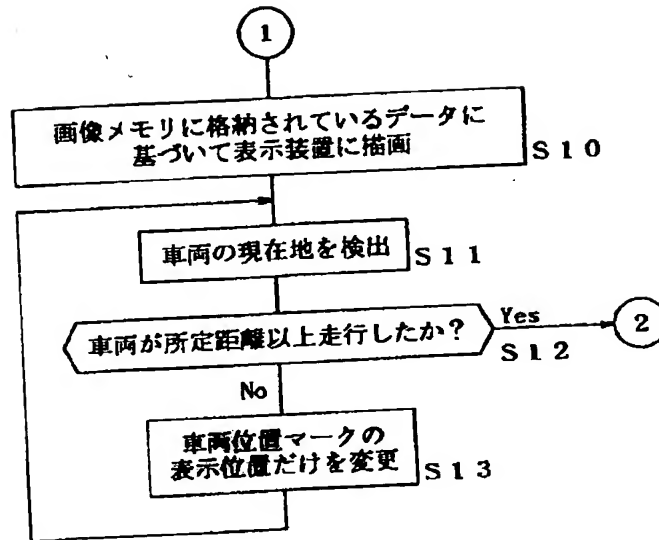 1
画像メモリに格納されているデータに
基づいて表示装置に描画
S10
車両の現在地を検出
S11
車両が所定距離以上走行したか？
Yes
2
S12
No
車両位置マークの
表示位置だけを変更
S13